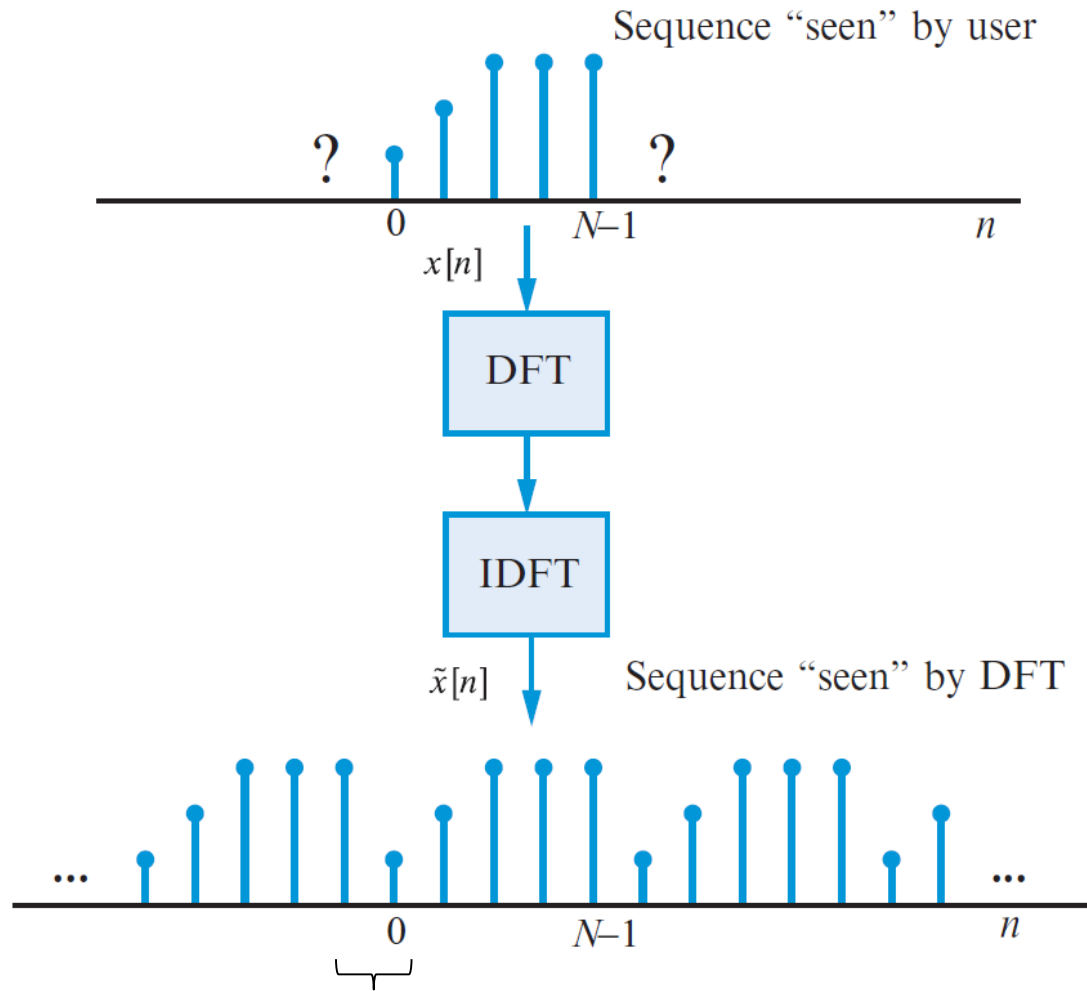 Sequence “seen” by user
? ?
0 N–1 n
x[n]
DFT
IDFT
x̃[n]
Sequence “seen” by DFT
... ...
0 N–1 n